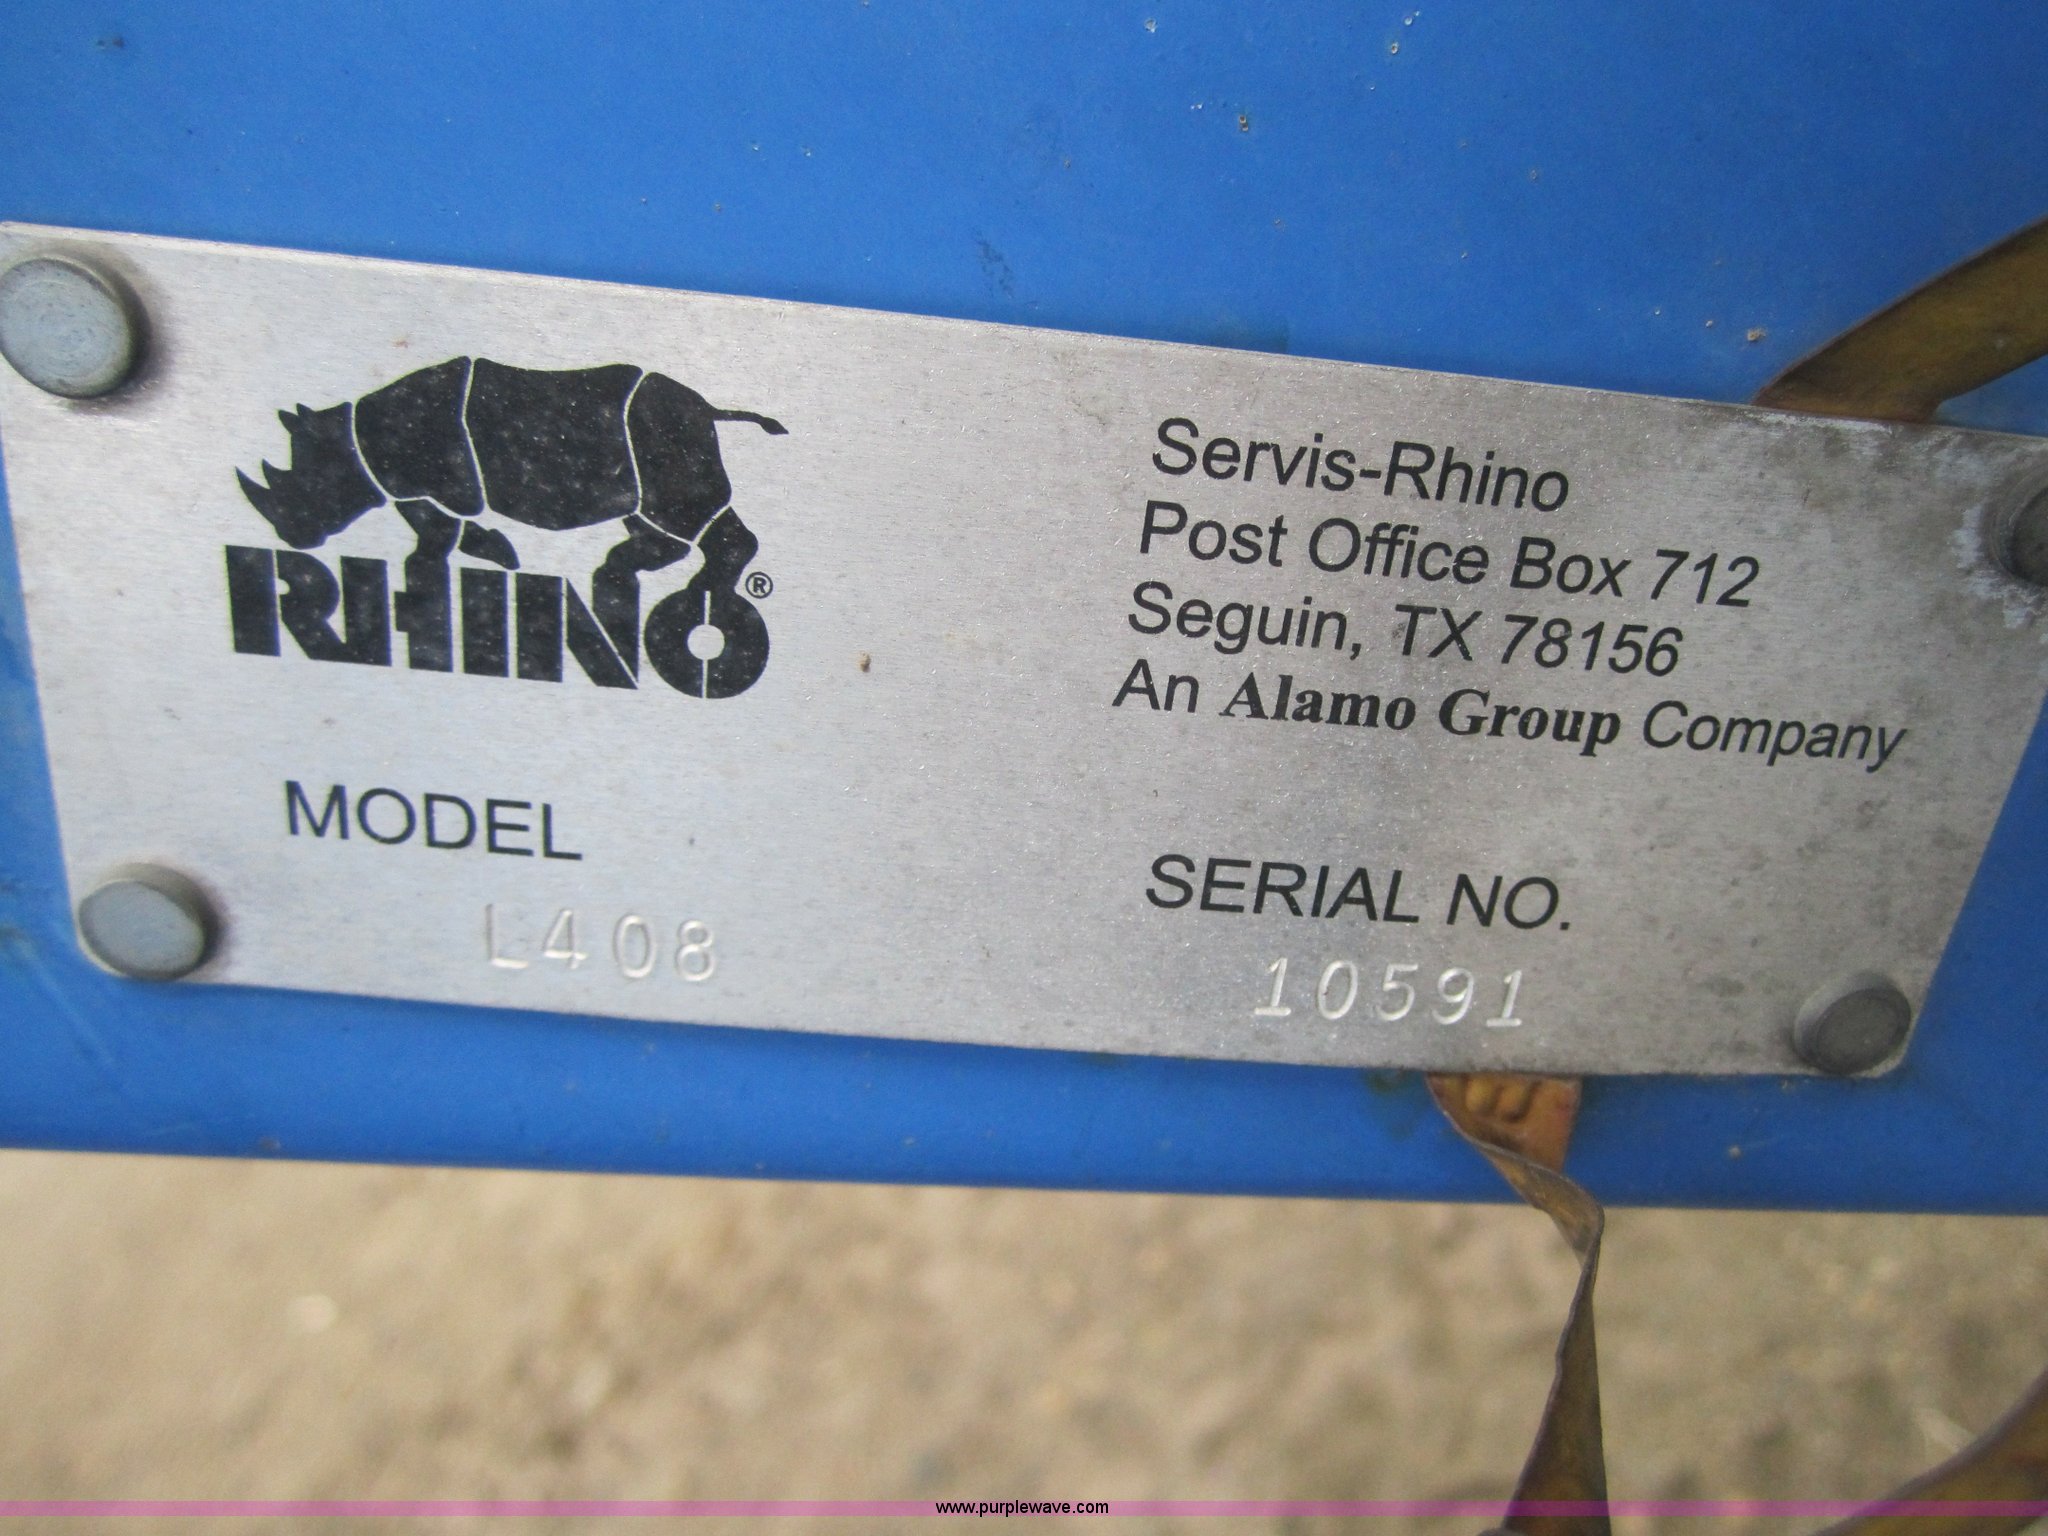 RHINO®
Servis-Rhino
Post Office Box 712
Seguin, TX 78156
An Alamo Group Company
MODEL
L408
SERIAL NO.
10591
www.purplewave.com